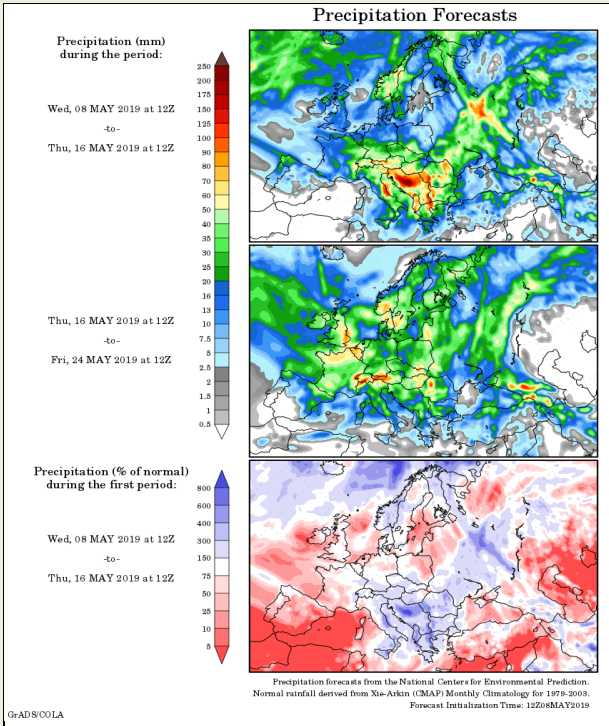 Precipitation Forecasts
Precipitation (mm)
during the period:
Wed, 08 MAY 2019 at 12Z
-to-
Thu, 16 MAY 2019 at 12Z
250
200
175
150
125
100
90
80
70
60
50
40
35
30
25
20
16
13
10
7.5
5
2.5
2
1.5
1
0.5
Thu, 16 MAY 2019 at 12Z
-to-
Fri, 24 MAY 2019 at 12Z
Precipitation (% of normal)
during the first period:
Wed, 08 MAY 2019 at 12Z
-to-
Thu, 16 MAY 2019 at 12Z
800
600
400
300
150
75
50
25
10
5
Precipitation forecasts from the National Centers for Environmental Prediction.
Normal rainfall derived from Xie-Arkin (CMAP) Monthly Climatology for 1979-2003.
Forecast Initialization Time: 12Z08MAY2019
GrADS/COLA